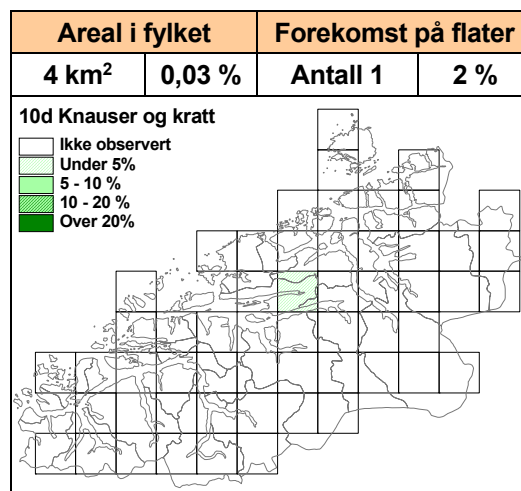 Areal i fylket Forekomst på flater
4 km² 0,03 % Antall 1 2 %
10d Knauser og kratt
Ikke observert
Under 5%
5 - 10 %
10 - 20 %
Over 20%